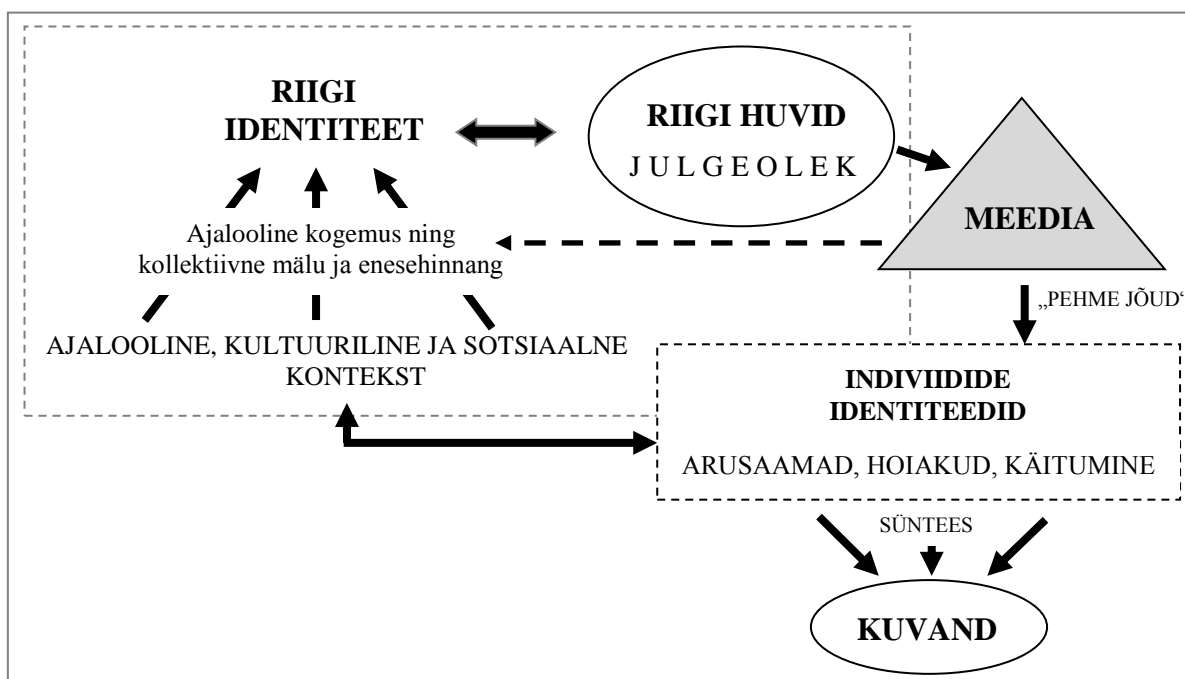 RIIGI
IDENTITEET
RIIGI HUVID
J U L G E O L E K
MEEDIA
Ajalooline kogemus ning
kollektiivne mälu ja enesehinnang
„PEHME JÕUD“
AJALOOLINE, KULTUURILINE JA SOTSIAALNE
KONTEKST
INDIVIIDIDE
IDENTITEEDID
ARUSAAMAD, HOIAKUD, KÄITUMINE
SÜNTEES
KUVAND